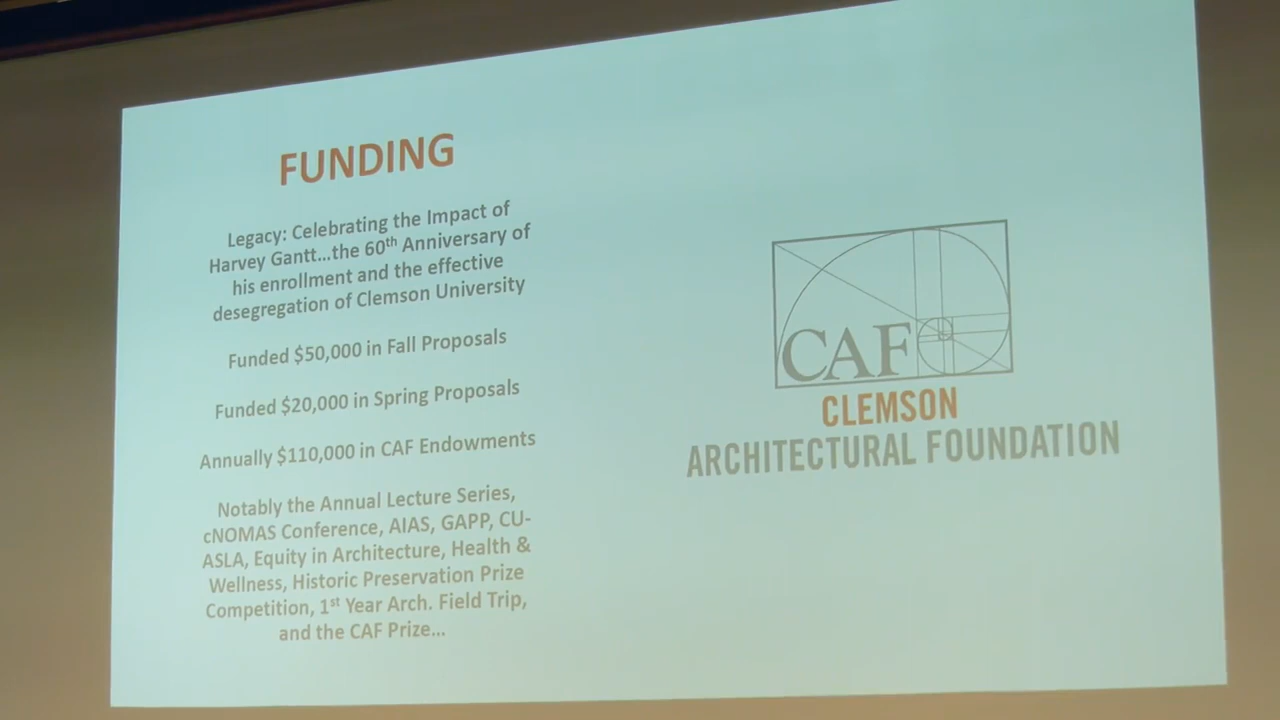 FUNDING
Legacy: Celebrating the Impact of
Harvey Gantt...the 60th Anniversary of
his enrollment and the effective
desegregation of Clemson University
Funded $50,000 in Fall Proposals
Funded $20,000 in Spring Proposals
Annually $110,000 in CAF Endowments
Notably the Annual Lecture Series,
cNOMAS Conference, AIAS, GAPP, CU-
ASLA, Equity in Architecture, Health &
Wellness, Historic Preservation Prize
Competition, 1st Year Arch. Field Trip,
and the CAF Prize...
CAF
CLEMSON
ARCHITECTURAL FOUNDATION